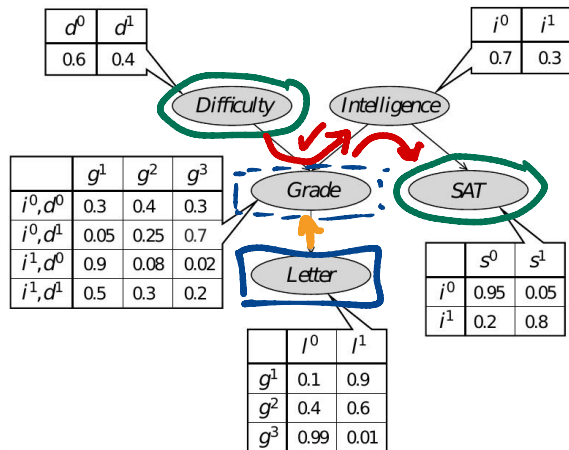 d⁰ d¹
0.6 0.4
i⁰ i¹
0.7 0.3
Difficulty
Intelligence
Grade
SAT
Letter
g¹ g² g³
i⁰,d⁰ 0.3 0.4 0.3
i⁰,d¹ 0.05 0.25 0.7
i¹,d⁰ 0.9 0.08 0.02
i¹,d¹ 0.5 0.3 0.2
s⁰ s¹
i⁰ 0.95 0.05
i¹ 0.2 0.8
l⁰ l¹
g¹ 0.1 0.9
g² 0.4 0.6
g³ 0.99 0.01